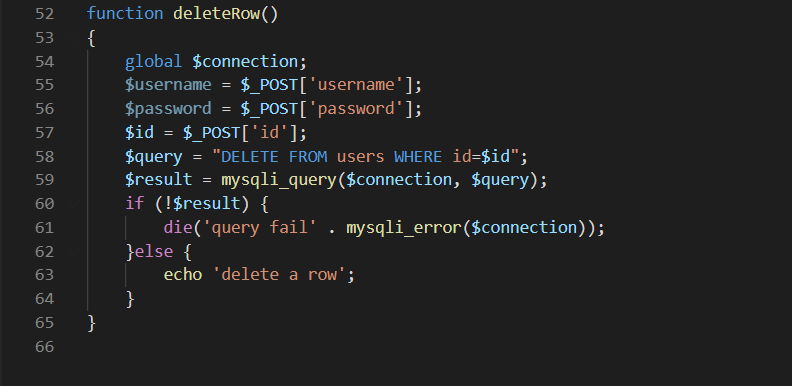 52 function deleteRow()
53 {
54     global $connection;
55     $username = $_POST['username'];
56     $password = $_POST['password'];
57     $id = $_POST['id'];
58     $query = "DELETE FROM users WHERE id=$id";
59     $result = mysqli_query($connection, $query);
60     if (!$result) {
61         die('query fail' . mysqli_error($connection));
62     }else {
63         echo 'delete a row';
64     }
65 }
66